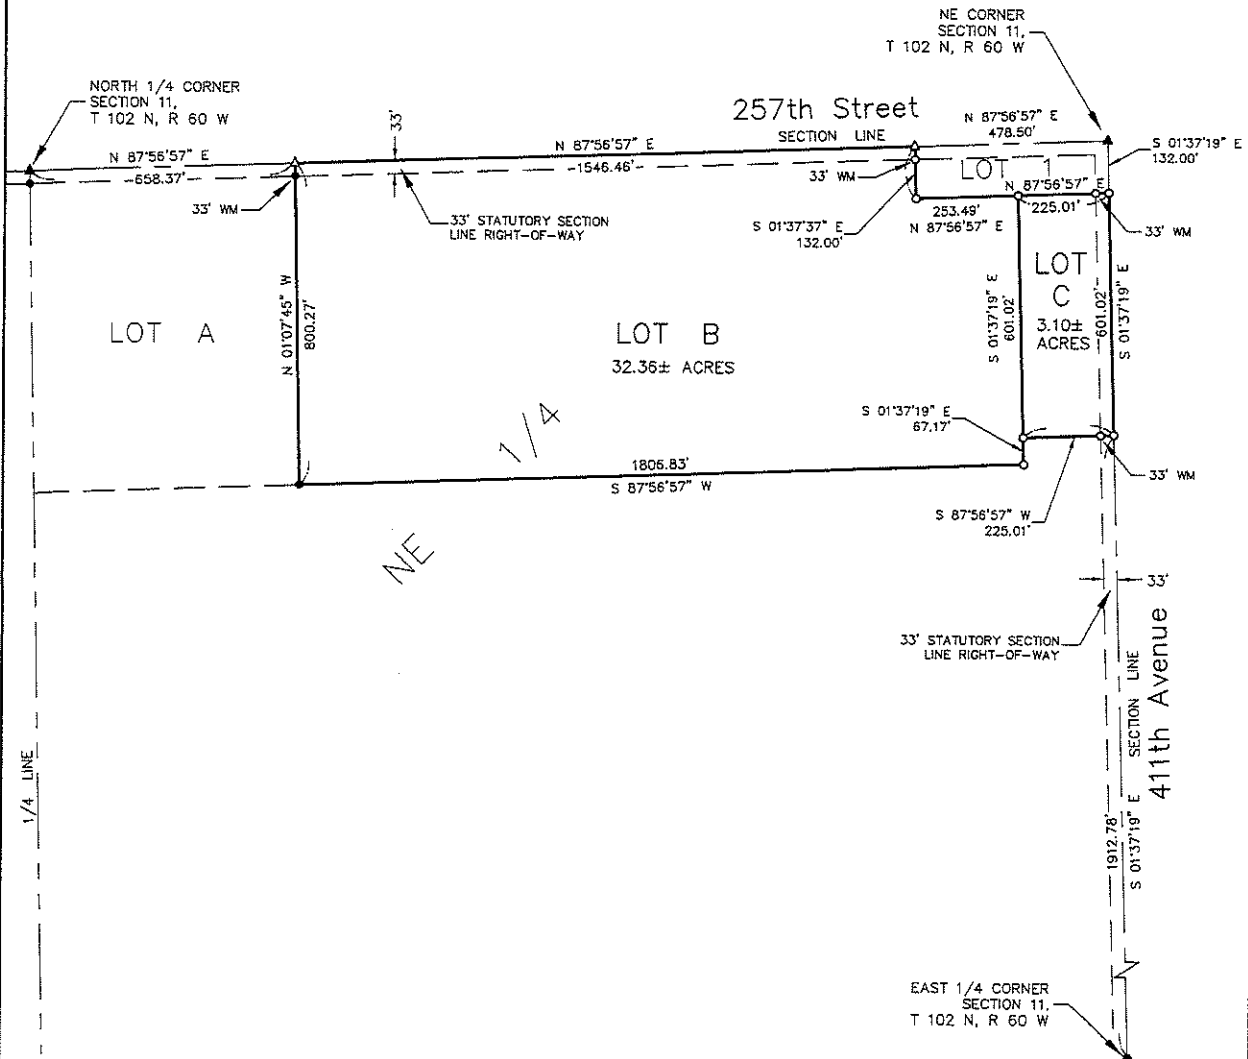 NE CORNER
SECTION 11,
T 102 N, R 60 W
NORTH 1/4 CORNER
SECTION 11,
T 102 N, R 60 W
33'
257th Street
SECTION LINE
N 87°56'57" E
478.50'
S 01°37'19" E
132.00'
N 87°56'57" E
658.37'
N 87°56'57" E
1546.46'
33' WM
LOT 1
N 87°56'57" E
225.01'
33' WM
33' STATUTORY SECTION
LINE RIGHT-OF-WAY
S 01°37'37" E
132.00'
253.49'
N 87°56'57" E
33' WM
LOT A
N 01°07'45" W
800.27'
LOT B
32.36± ACRES
S 01°37'19" E
601.02'
LOT
C
3.10±
ACRES
601.02'
S 01°37'19" E
1/4
S 01°37'19" E
67.17'
1806.83'
S 87°56'57" W
33' WM
S 87°56'57" W
225.01'
NE
33'
33' STATUTORY SECTION
LINE RIGHT-OF-WAY
1/4 LINE
1912.78'
S 01°37'19" E
SECTION LINE
411th Avenue
EAST 1/4 CORNER
SECTION 11,
T 102 N, R 60 W